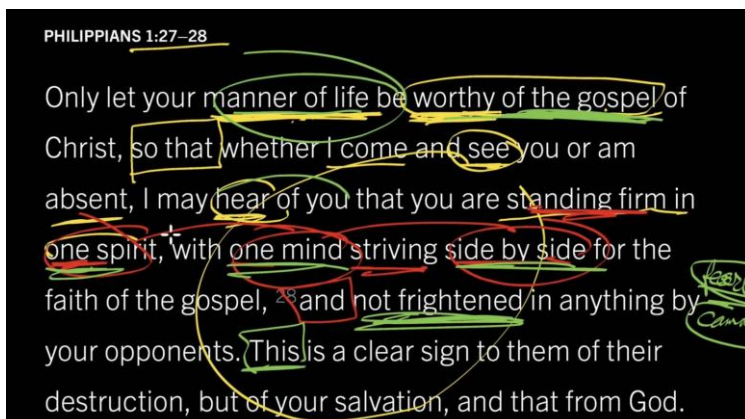 PHILIPPIANS 1:27–28
Only let your manner of life be worthy of the gospel of
Christ, so that whether I come and see you or am
absent, I may hear of you that you are standing firm in
one spirit, with one mind striving side by side for the
faith of the gospel, 28 and not frightened in anything by
your opponents. This is a clear sign to them of their
destruction, but of your salvation, and that from God.